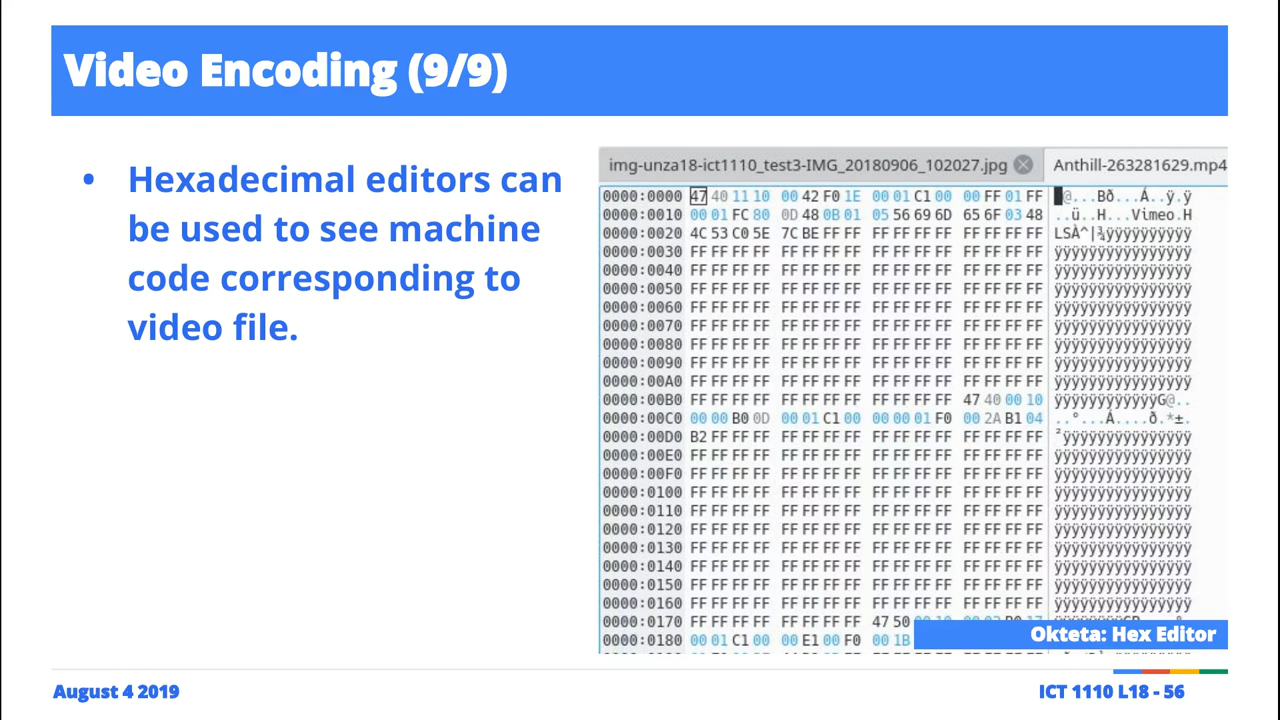 Video Encoding (9/9)
• Hexadecimal editors can
be used to see machine
code corresponding to
video file.
img-unza18-ict1110_test3-IMG_20180906_102027.jpg
Anthill-263281629.mp4
0000:0000 47 40 11 10 00 42 F0 1E 00 01 C1 00 00 FF 01 FF █@...Bð...Á..ÿ.ÿ
0000:0010 00 01 FC 80 0D 48 0B 01 05 56 69 6D 65 6F 03 48 ..ü..H...Vimeo.H
0000:0020 4C 53 C0 5E 7C BE FF FF FF FF FF FF FF FF FF FF LSÀ^|¾ÿÿÿÿÿÿÿÿÿÿ
0000:0030 FF FF FF FF FF FF FF FF FF FF FF FF FF FF FF FF ÿÿÿÿÿÿÿÿÿÿÿÿÿÿÿÿ
0000:0040 FF FF FF FF FF FF FF FF FF FF FF FF FF FF FF FF ÿÿÿÿÿÿÿÿÿÿÿÿÿÿÿÿ
0000:0050 FF FF FF FF FF FF FF FF FF FF FF FF FF FF FF FF ÿÿÿÿÿÿÿÿÿÿÿÿÿÿÿÿ
0000:0060 FF FF FF FF FF FF FF FF FF FF FF FF FF FF FF FF ÿÿÿÿÿÿÿÿÿÿÿÿÿÿÿÿ
0000:0070 FF FF FF FF FF FF FF FF FF FF FF FF FF FF FF FF ÿÿÿÿÿÿÿÿÿÿÿÿÿÿÿÿ
0000:0080 FF FF FF FF FF FF FF FF FF FF FF FF FF FF FF FF ÿÿÿÿÿÿÿÿÿÿÿÿÿÿÿÿ
0000:0090 FF FF FF FF FF FF FF FF FF FF FF FF FF FF FF FF ÿÿÿÿÿÿÿÿÿÿÿÿÿÿÿÿ
0000:00A0 FF FF FF FF FF FF FF FF FF FF FF FF FF FF FF FF ÿÿÿÿÿÿÿÿÿÿÿÿÿÿÿÿ
0000:00B0 FF FF FF FF FF FF FF FF FF FF FF FF 47 40 00 10 ÿÿÿÿÿÿÿÿÿÿÿÿG@..
0000:00C0 00 00 B0 0D 00 01 C1 00 00 00 01 F0 00 2A B1 04 ..°...Á....ð.*±.
0000:00D0 B2 FF FF FF FF FF FF FF FF FF FF FF FF FF FF FF ²ÿÿÿÿÿÿÿÿÿÿÿÿÿÿÿ
0000:00E0 FF FF FF FF FF FF FF FF FF FF FF FF FF FF FF FF ÿÿÿÿÿÿÿÿÿÿÿÿÿÿÿÿ
0000:00F0 FF FF FF FF FF FF FF FF FF FF FF FF FF FF FF FF ÿÿÿÿÿÿÿÿÿÿÿÿÿÿÿÿ
0000:0100 FF FF FF FF FF FF FF FF FF FF FF FF FF FF FF FF ÿÿÿÿÿÿÿÿÿÿÿÿÿÿÿÿ
0000:0110 FF FF FF FF FF FF FF FF FF FF FF FF FF FF FF FF ÿÿÿÿÿÿÿÿÿÿÿÿÿÿÿÿ
0000:0120 FF FF FF FF FF FF FF FF FF FF FF FF FF FF FF FF ÿÿÿÿÿÿÿÿÿÿÿÿÿÿÿÿ
0000:0130 FF FF FF FF FF FF FF FF FF FF FF FF FF FF FF FF ÿÿÿÿÿÿÿÿÿÿÿÿÿÿÿÿ
0000:0140 FF FF FF FF FF FF FF FF FF FF FF FF FF FF FF FF ÿÿÿÿÿÿÿÿÿÿÿÿÿÿÿÿ
0000:0150 FF FF FF FF FF FF FF FF FF FF FF FF FF FF FF FF ÿÿÿÿÿÿÿÿÿÿÿÿÿÿÿÿ
0000:0160 FF FF FF FF FF FF FF FF FF FF FF FF FF FF FF FF ÿÿÿÿÿÿÿÿÿÿÿÿÿÿÿÿ
0000:0170 FF FF FF FF FF FF FF FF 47 50
0000:0180 00 01 C1 00 00 E1 00 F0 00 1B
Okteta: Hex Editor
August 4 2019
ICT 1110 L18 - 56